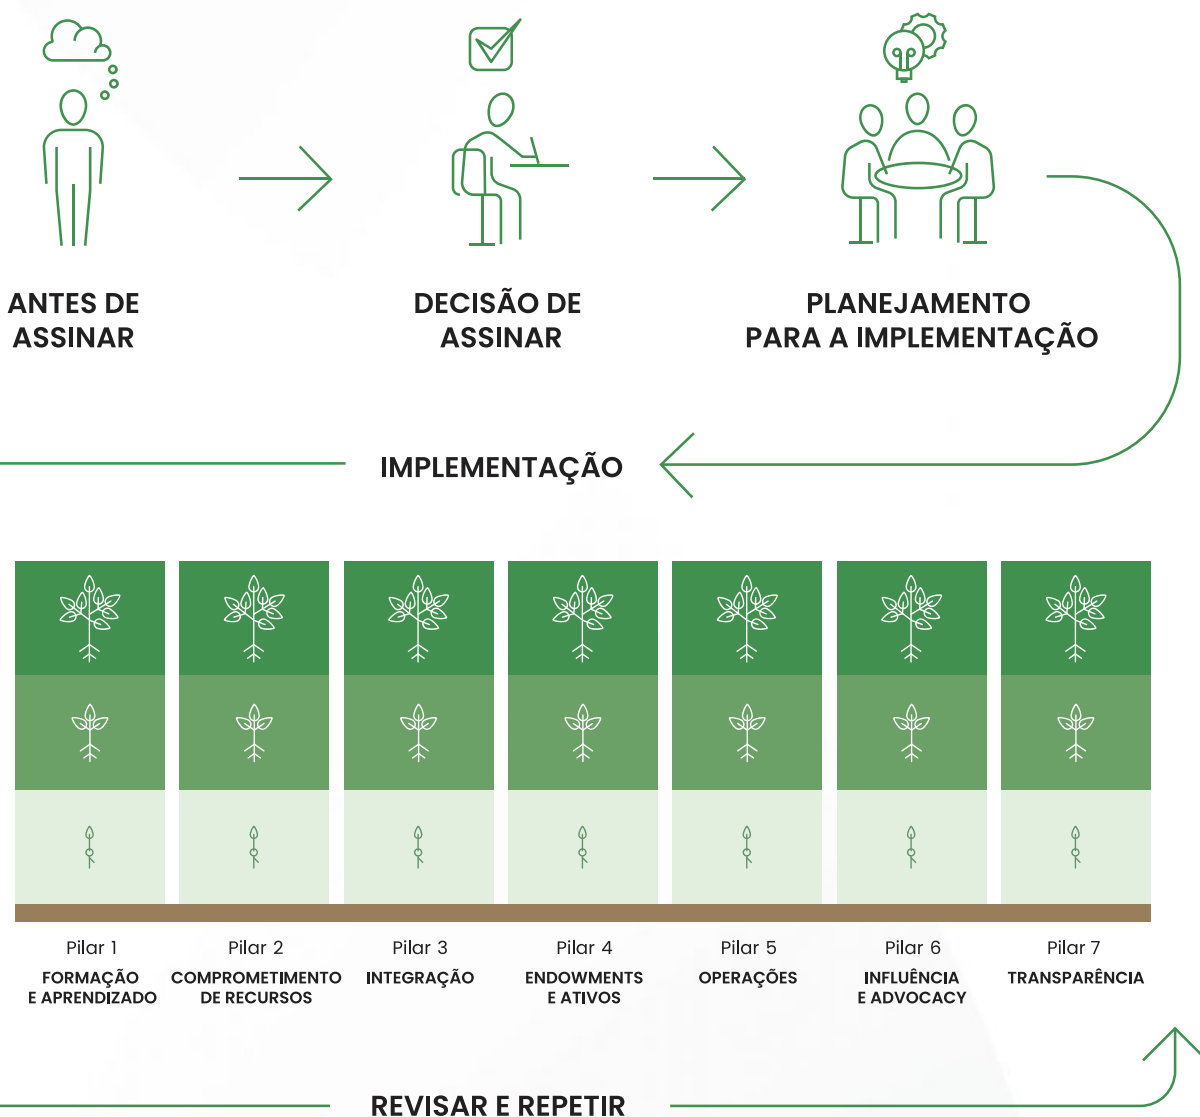 ANTES DE
ASSINAR
DECISÃO DE
ASSINAR
PLANEJAMENTO
PARA A IMPLEMENTAÇÃO
IMPLEMENTAÇÃO
Pilar 1
FORMAÇÃO
E APRENDIZADO
Pilar 2
COMPROMETIMENTO
DE RECURSOS
Pilar 3
INTEGRAÇÃO
Pilar 4
ENDOWMENTS
E ATIVOS
Pilar 5
OPERAÇÕES
Pilar 6
INFLUÊNCIA
E ADVOCACY
Pilar 7
TRANSPARÊNCIA
REVISAR E REPETIR